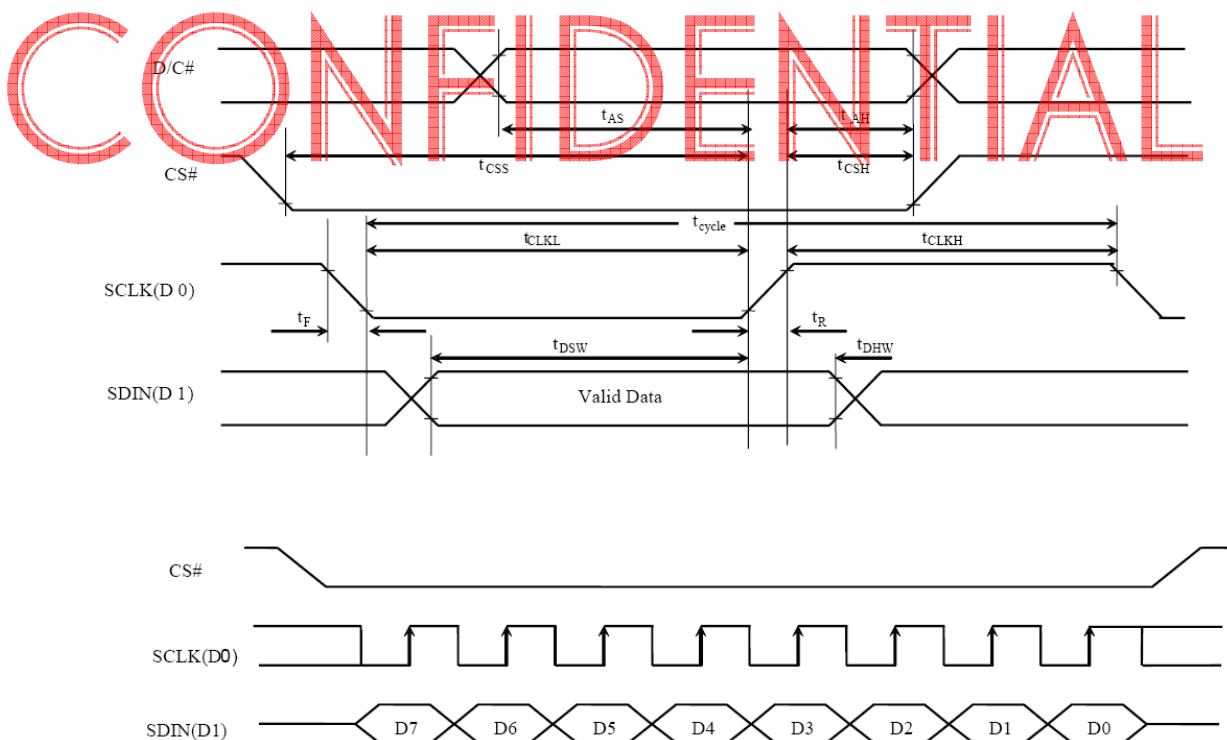 CONFIDENTIAL
D/C#
tAS
tAH
CS#
tCSS
tCSH
tcycle
tCLKL
tCLKH
SCLK(D 0)
tF
tR
tDSW
tDHW
SDIN(D 1)
Valid Data
CS#
SCLK(D0)
SDIN(D1)
D7 D6 D5 D4 D3 D2 D1 D0